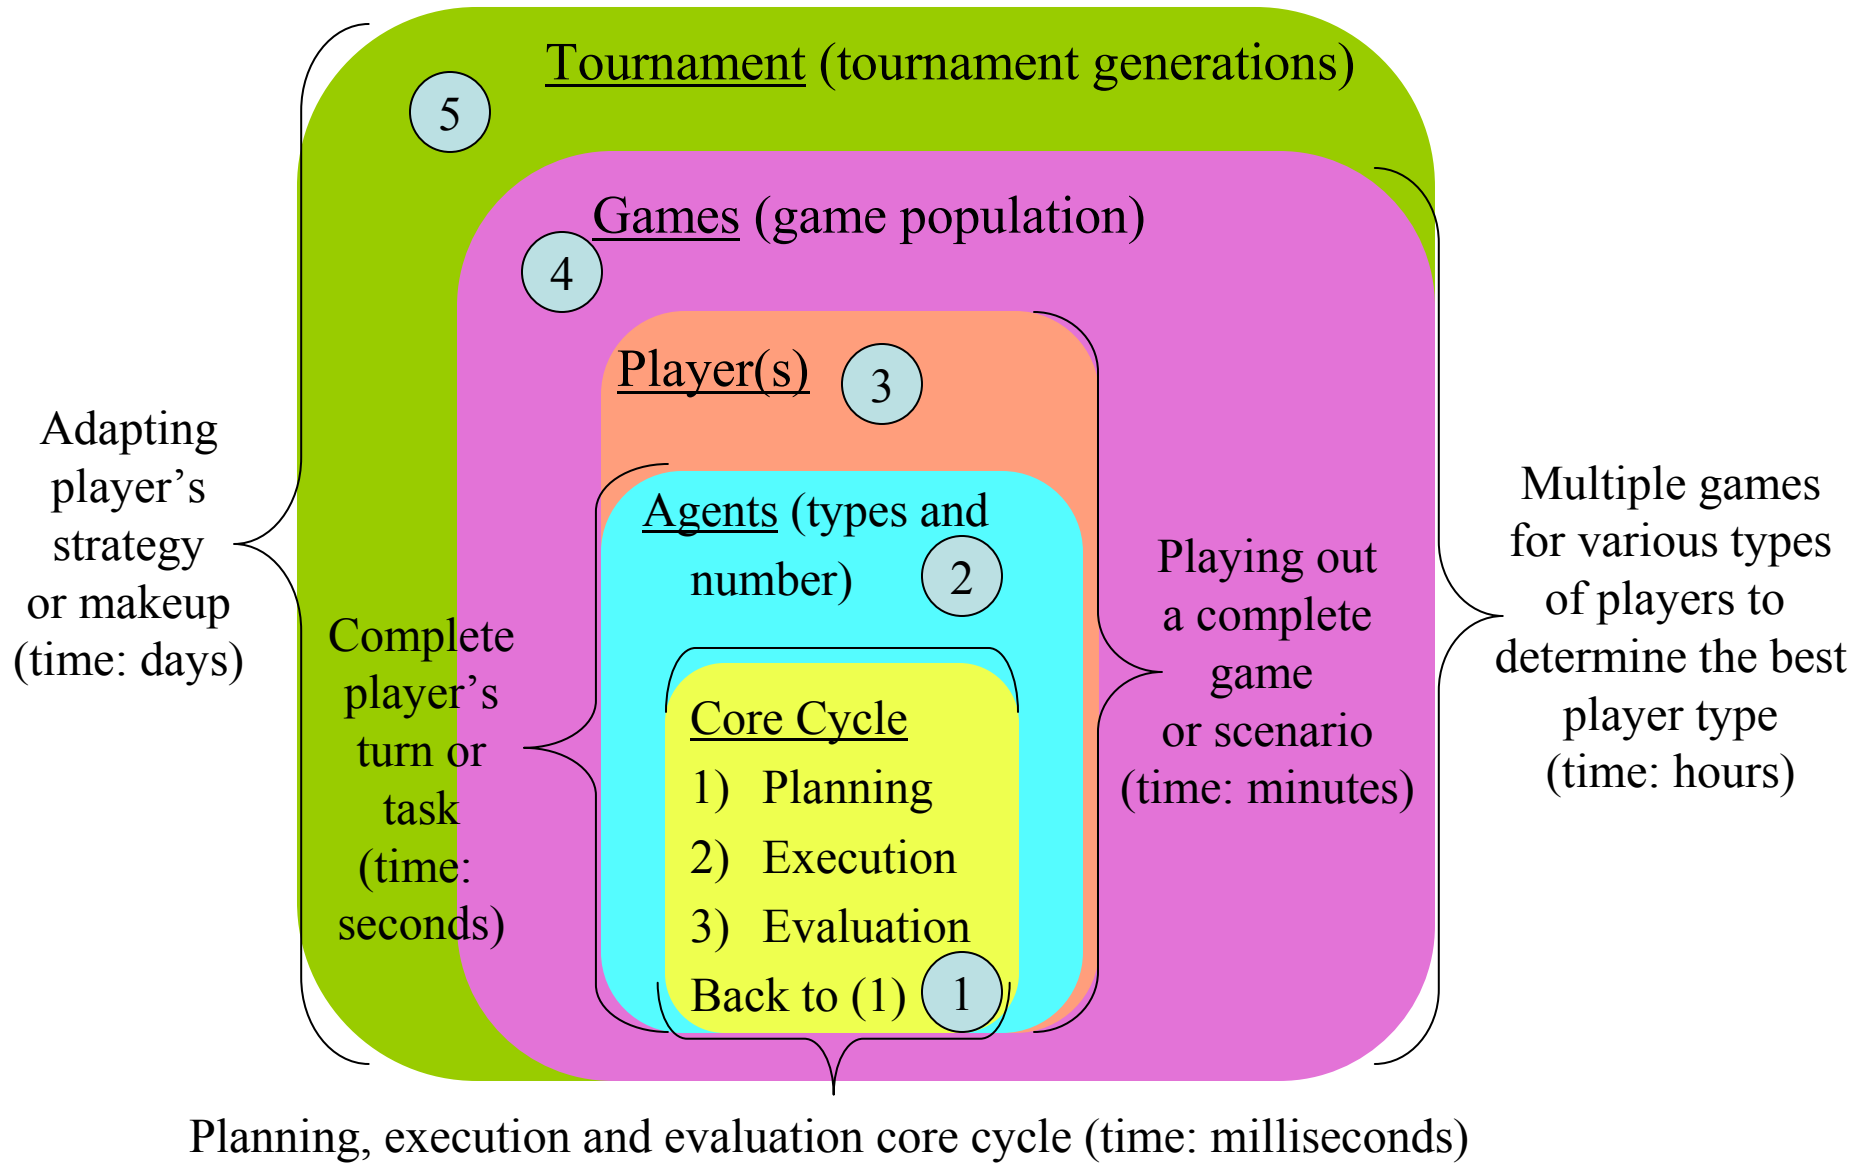 Tournament (tournament generations)
5
Games (game population)
4
Player(s)
3
Agents (types and
number)
2
Core Cycle
1) Planning
2) Execution
3) Evaluation
Back to (1)
1
Adapting
player’s
strategy
or makeup
(time: days)
Complete
player’s
turn or
task
(time:
seconds)
Playing out
a complete
game
or scenario
(time: minutes)
Multiple games
for various types
of players to
determine the best
player type
(time: hours)
Planning, execution and evaluation core cycle (time: milliseconds)